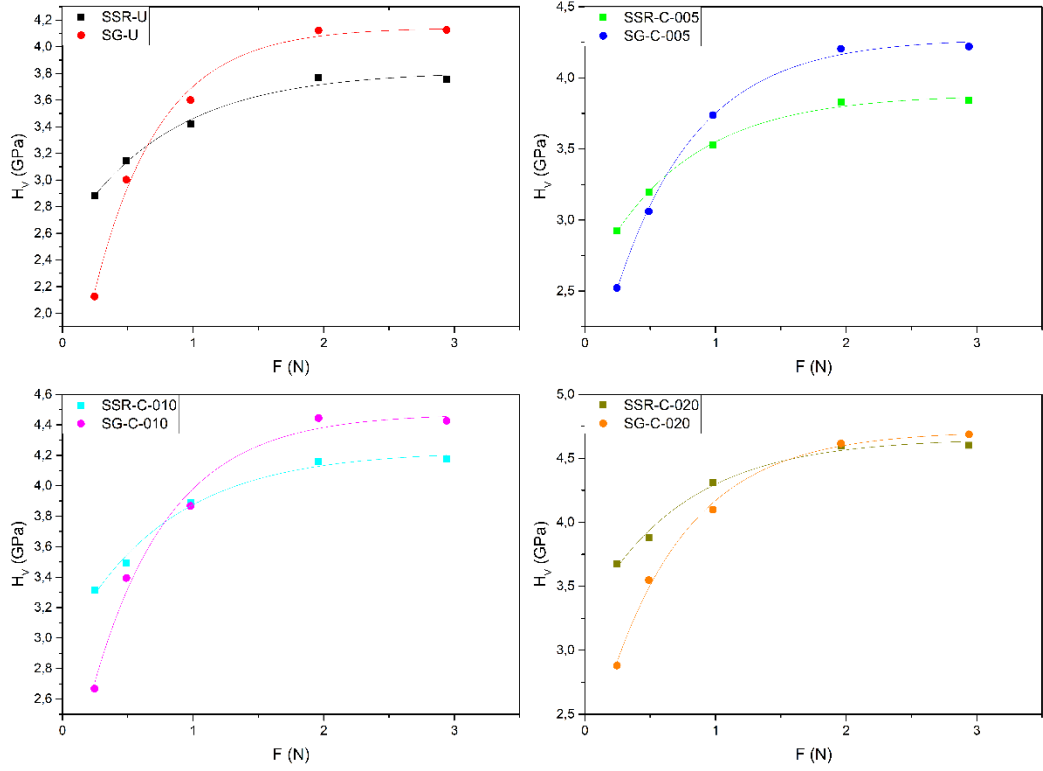 SSR-U
SG-U
4,2
4,0
3,8
3,6
3,4
3,2
3,0
2,8
2,6
2,4
2,2
2,0
H_V (GPa)
0 1 2 3
F (N)
SSR-C-005
SG-C-005
4,5
4,0
3,5
3,0
2,5
H_V (GPa)
0 1 2 3
F (N)
SSR-C-010
SG-C-010
4,6
4,4
4,2
4,0
3,8
3,6
3,4
3,2
3,0
2,8
2,6
H_V (GPa)
0 1 2 3
F (N)
SSR-C-020
SG-C-020
5,0
4,5
4,0
3,5
3,0
2,5
H_V (GPa)
0 1 2 3
F (N)